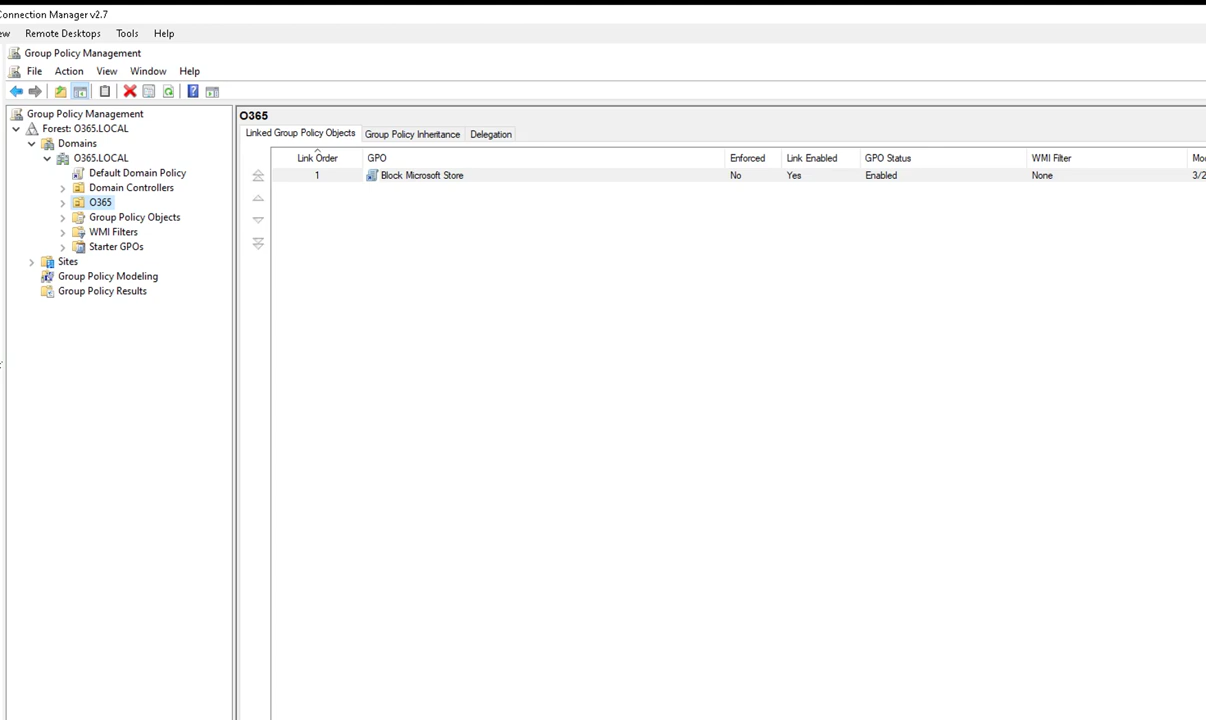 Connection Manager v2.7
Remote Desktops Tools Help
Group Policy Management
File Action View Window Help
Group Policy Management
Forest: O365.LOCAL
Domains
O365.LOCAL
Default Domain Policy
Domain Controllers
O365
Group Policy Objects
WMI Filters
Starter GPOs
Sites
Group Policy Modeling
Group Policy Results
O365
Linked Group Policy Objects Group Policy Inheritance Delegation
Link Order GPO Enforced Link Enabled GPO Status WMI Filter
1 Block Microsoft Store No Yes Enabled None